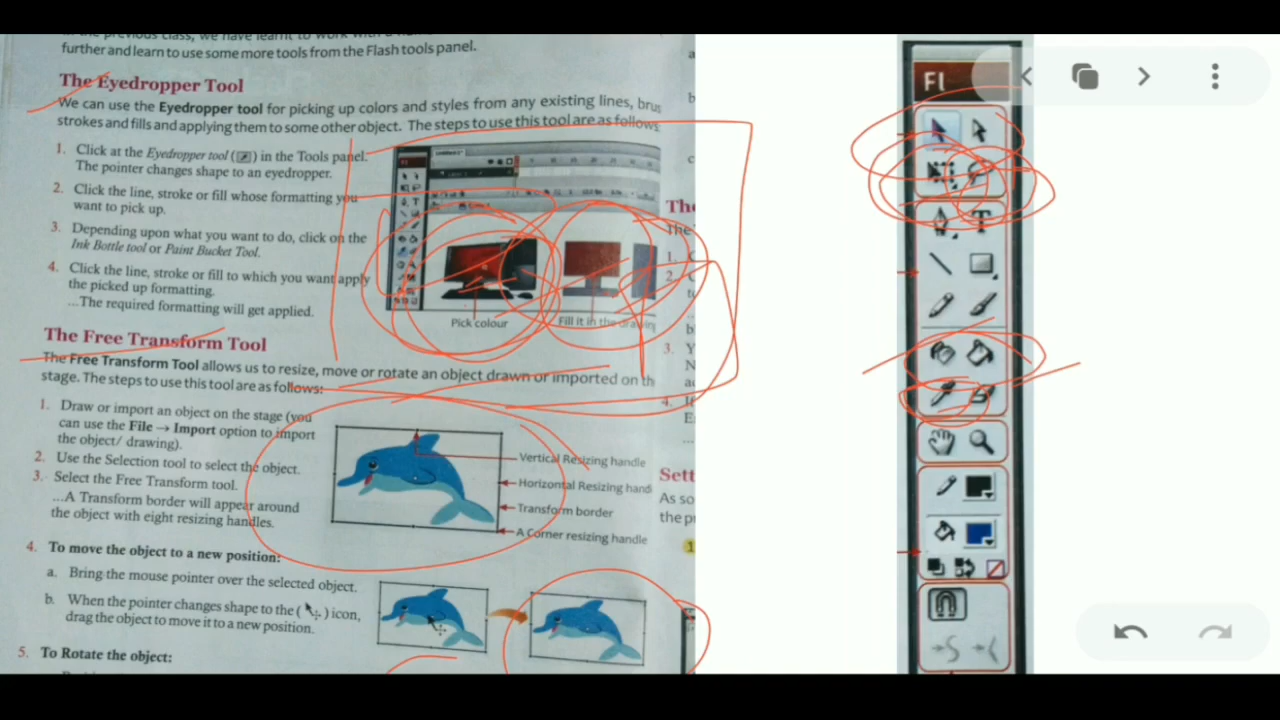 further and learn to use some more tools from the Flash tools panel.
The Eyedropper Tool
We can use the Eyedropper tool for picking up colors and styles from any existing lines,
strokes and fills and applying them to some other object. The steps to use this tool are as follows
1. Click at the Eyedropper tool ( ) in the Tools panel.
The pointer changes shape to an eyedropper.
2. Click the line, stroke or fill whose formatting you
want to pick up.
3. Depending upon what you want to do, click on the
Ink Bottle tool or Paint Bucket Tool.
4. Click the line, stroke or fill to which you want apply
the picked up formatting.
...The required formatting will get applied.
Pick colour
Fill it in the drawing
The Free Transform Tool
The Free Transform Tool allows us to resize, move or rotate an object drawn or imported on th
stage. The steps to use this tool are as follows:
1. Draw or import an object on the stage (you
can use the File → Import option to import
the object/ drawing).
2. Use the Selection tool to select the object.
3. Select the Free Transform tool.
...A Transform border will appear around
the object with eight resizing handles.
Vertical Resizing handle
Horizontal Resizing hand
Transform border
A Corner resizing handle
4. To move the object to a new position:
a. Bring the mouse pointer over the selected object.
b. When the pointer changes shape to the ( ) icon,
drag the object to move it to a new position.
5. To Rotate the object:
The
1.
2.
3. Y
N
4.
E
Sett
As so
the p
1
Fl
T